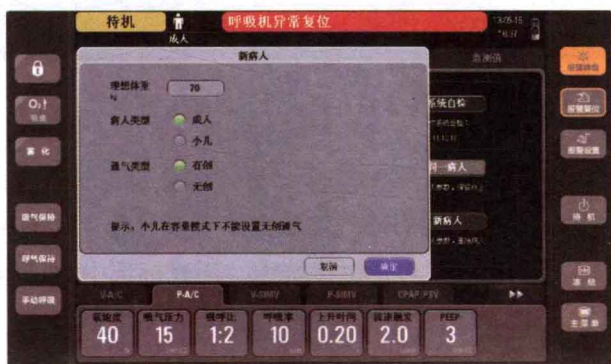 待机
成人
呼吸机异常复位
新病人
监测值
理想体重
kg
70
病人类型
成人
小儿
通气类型
有创
无创
提示：小儿在容量模式下不能设置无创通气
取消
确定
系统自检
新病人
O₂↑
吸痰
雾化
吸气保持
呼气保持
手动呼吸
报警复位
报警设置
待机
冻结
主菜单
V-A/C
P-A/C
V-SIMV
P-SIMV
CPAP/PSV
氧浓度
吸气压力
吸呼比
呼吸率
上升时间
流速触发
PEEP
40
15
1:2
10
0.20
2.0
3